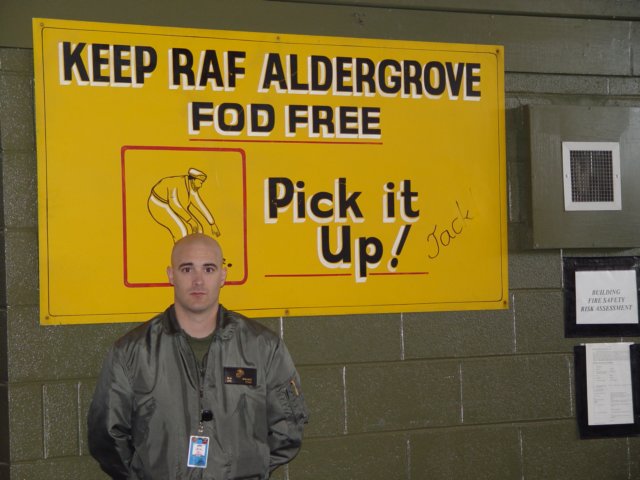 KEEP RAF ALDERGROVE
FOD FREE
Pick it
Up!
Jack!
BUILDING
FIRE SAFETY
RISK ASSESSMENT